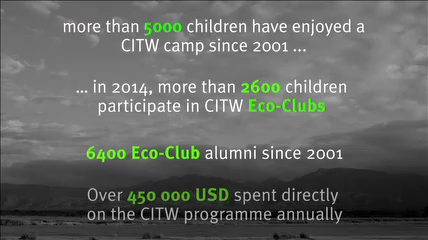 more than 5000 children have enjoyed a
CITW camp since 2001 ...
... in 2014, more than 2600 children
participate in CITW Eco-Clubs
6400 Eco-Club alumni since 2001
Over 450 000 USD spent directly
on the CITW programme annually